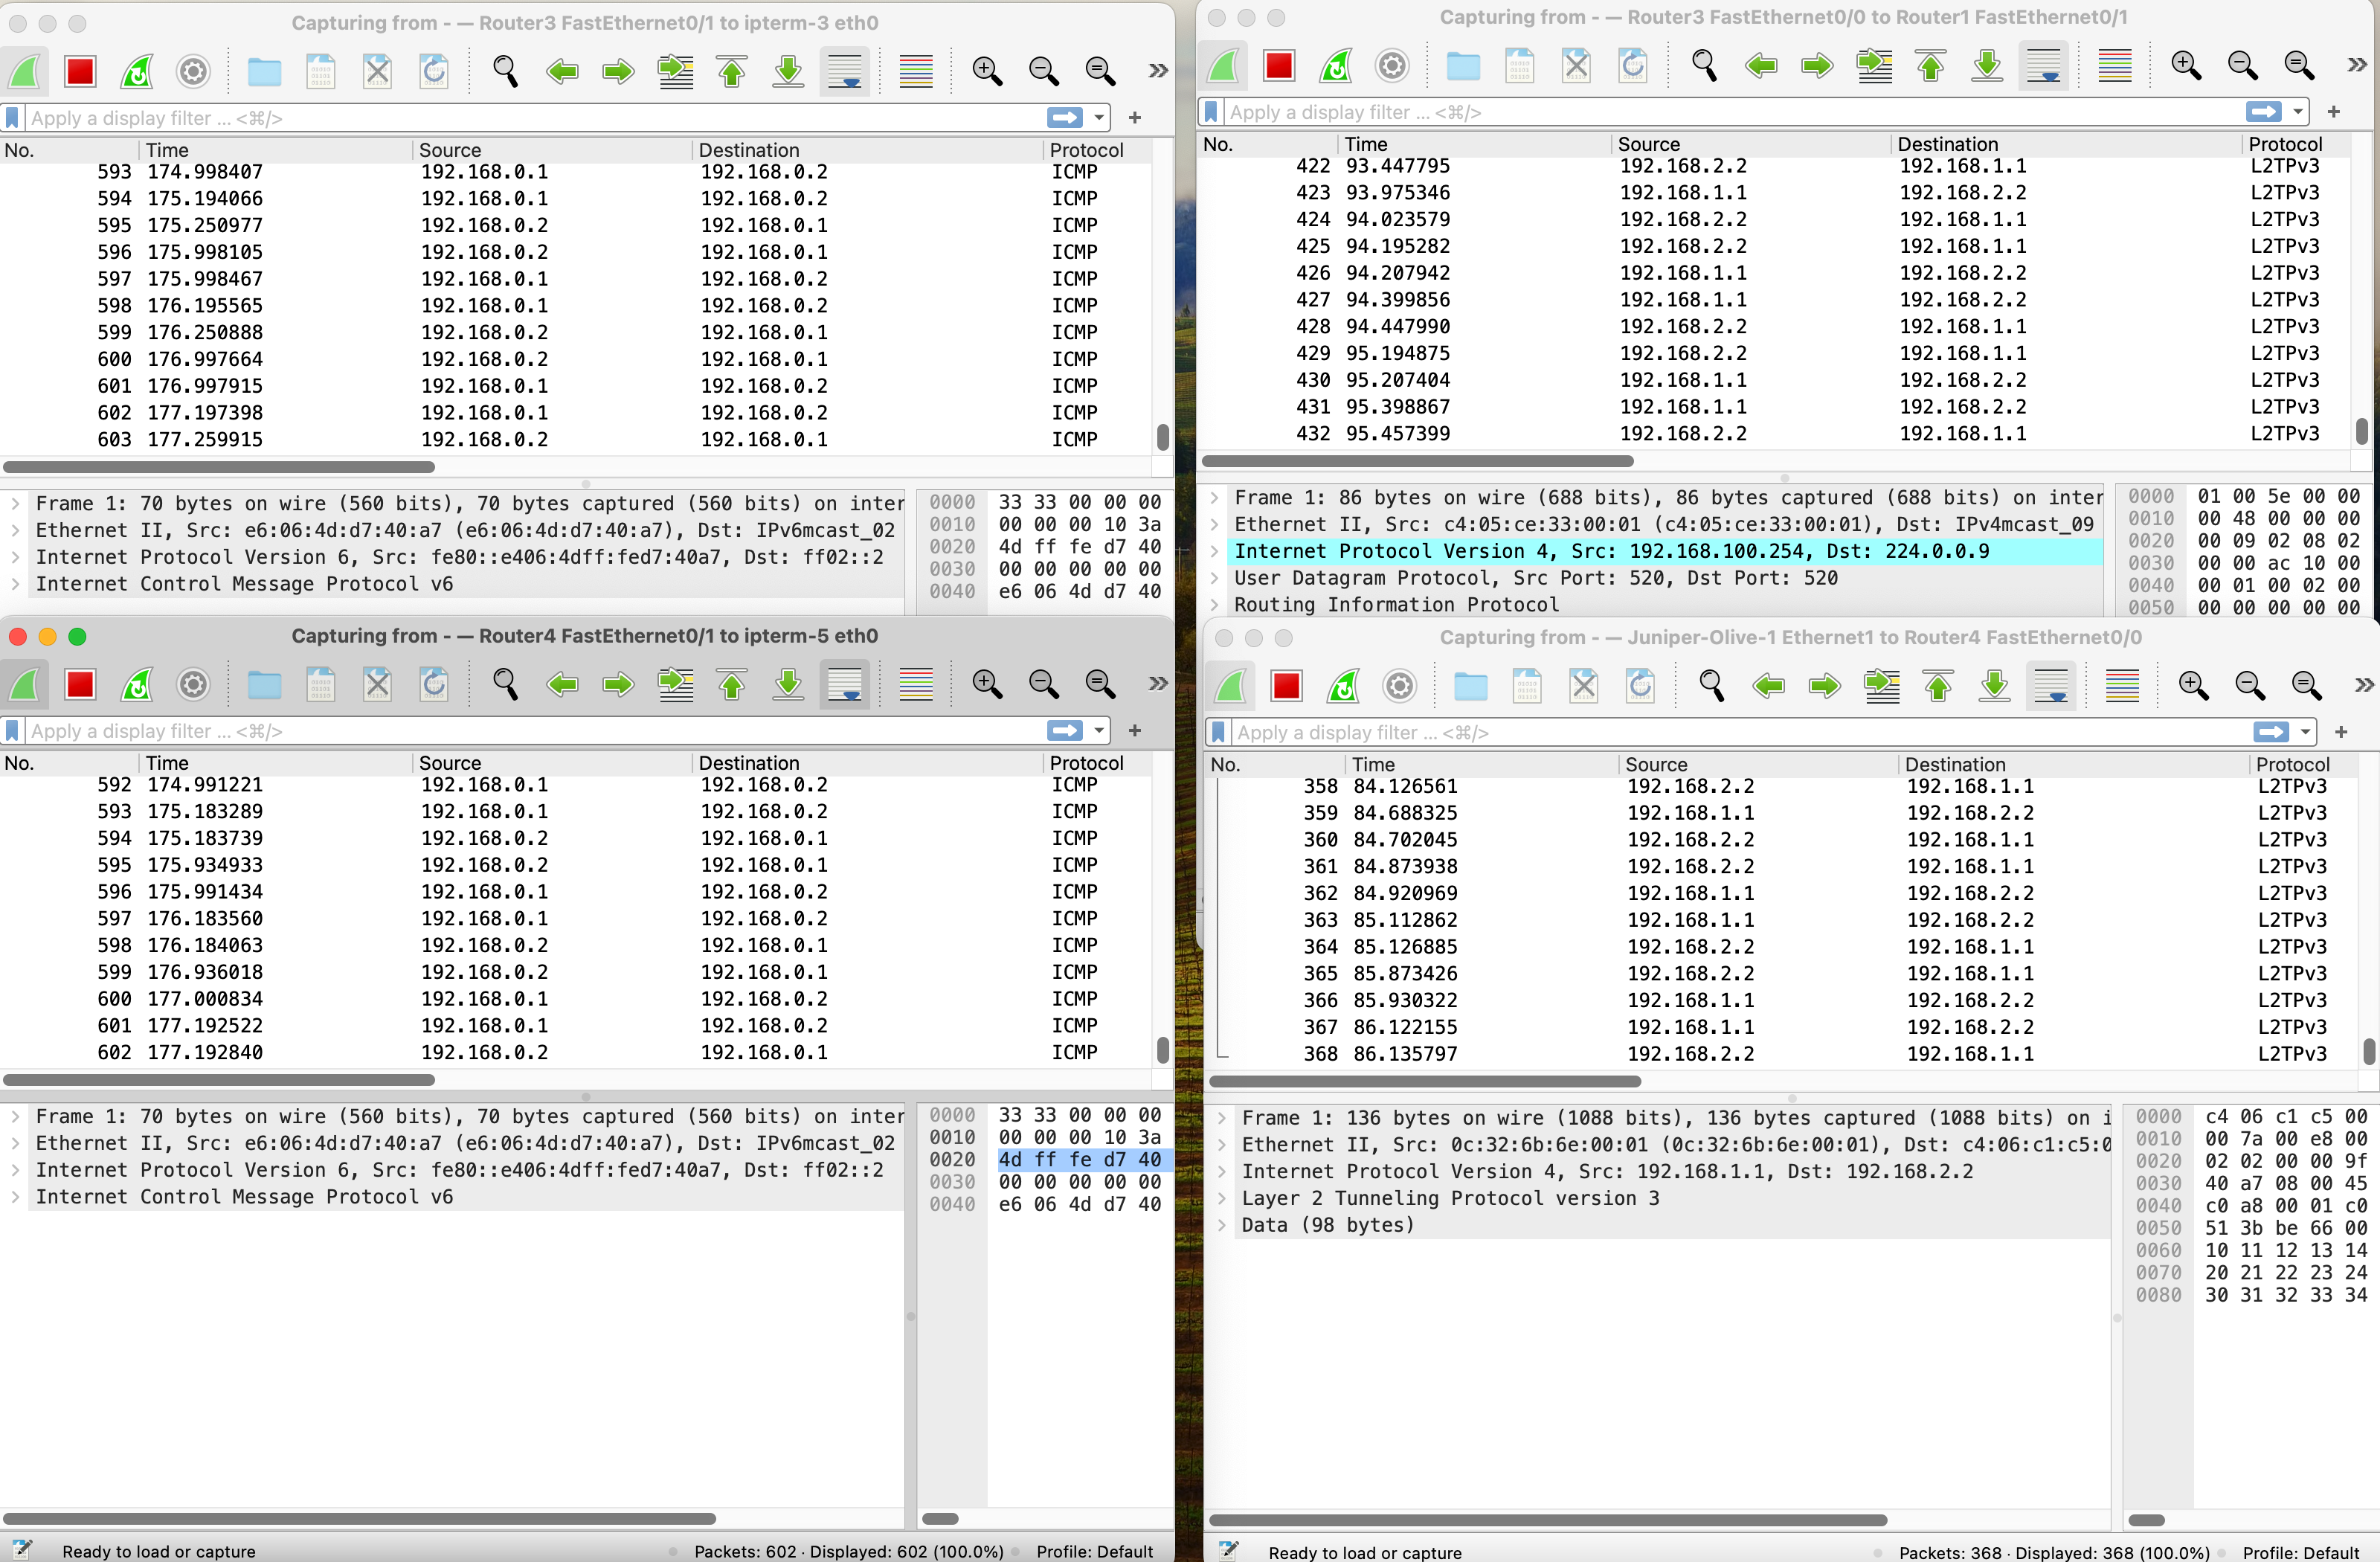 Capturing from - — Router3 FastEthernet0/1 to ipterm-3 eth0
Apply a display filter ... <⌘/>
+
No. Time Source Destination Protocol
593 174.998407 192.168.0.1 192.168.0.2 ICMP
594 175.194066 192.168.0.1 192.168.0.2 ICMP
595 175.250977 192.168.0.2 192.168.0.1 ICMP
596 175.998105 192.168.0.2 192.168.0.1 ICMP
597 175.998467 192.168.0.1 192.168.0.2 ICMP
598 176.195565 192.168.0.1 192.168.0.2 ICMP
599 176.250888 192.168.0.2 192.168.0.1 ICMP
600 176.997664 192.168.0.2 192.168.0.1 ICMP
601 176.997915 192.168.0.1 192.168.0.2 ICMP
602 177.197398 192.168.0.1 192.168.0.2 ICMP
603 177.259915 192.168.0.2 192.168.0.1 ICMP
Frame 1: 70 bytes on wire (560 bits), 70 bytes captured (560 bits) on inter
Ethernet II, Src: e6:06:4d:d7:40:a7 (e6:06:4d:d7:40:a7), Dst: IPv6mcast_02
Internet Protocol Version 6, Src: fe80::e406:4dff:fed7:40a7, Dst: ff02::2
Internet Control Message Protocol v6
0000 33 33 00 00 00
0010 00 00 00 10 3a
0020 4d ff fe d7 40
0030 00 00 00 00 00
0040 e6 06 4d d7 40
Capturing from - — Router3 FastEthernet0/0 to Router1 FastEthernet0/1
Apply a display filter ... <⌘/>
+
No. Time Source Destination Protocol
422 93.447795 192.168.2.2 192.168.1.1 L2TPv3
423 93.975346 192.168.1.1 192.168.2.2 L2TPv3
424 94.023579 192.168.2.2 192.168.1.1 L2TPv3
425 94.195282 192.168.2.2 192.168.1.1 L2TPv3
426 94.207942 192.168.1.1 192.168.2.2 L2TPv3
427 94.399856 192.168.1.1 192.168.2.2 L2TPv3
428 94.447990 192.168.2.2 192.168.1.1 L2TPv3
429 95.194875 192.168.2.2 192.168.1.1 L2TPv3
430 95.207404 192.168.1.1 192.168.2.2 L2TPv3
431 95.398867 192.168.1.1 192.168.2.2 L2TPv3
432 95.457399 192.168.2.2 192.168.1.1 L2TPv3
Frame 1: 86 bytes on wire (688 bits), 86 bytes captured (688 bits) on inter
Ethernet II, Src: c4:05:ce:33:00:01 (c4:05:ce:33:00:01), Dst: IPv4mcast_09
Internet Protocol Version 4, Src: 192.168.100.254, Dst: 224.0.0.9
User Datagram Protocol, Src Port: 520, Dst Port: 520
Routing Information Protocol
0000 01 00 5e 00 00
0010 00 48 00 00 00
0020 00 09 02 08 02
0030 00 00 ac 10 00
0040 00 01 00 02 00
0050 00 00 00 00 00
Capturing from - — Router4 FastEthernet0/1 to ipterm-5 eth0
Apply a display filter ... <⌘/>
+
No. Time Source Destination Protocol
592 174.991221 192.168.0.1 192.168.0.2 ICMP
593 175.183289 192.168.0.1 192.168.0.2 ICMP
594 175.183739 192.168.0.2 192.168.0.1 ICMP
595 175.934933 192.168.0.2 192.168.0.1 ICMP
596 175.991434 192.168.0.1 192.168.0.2 ICMP
597 176.183560 192.168.0.1 192.168.0.2 ICMP
598 176.184063 192.168.0.2 192.168.0.1 ICMP
599 176.936018 192.168.0.2 192.168.0.1 ICMP
600 177.000834 192.168.0.1 192.168.0.2 ICMP
601 177.192522 192.168.0.1 192.168.0.2 ICMP
602 177.192840 192.168.0.2 192.168.0.1 ICMP
Frame 1: 70 bytes on wire (560 bits), 70 bytes captured (560 bits) on inter
Ethernet II, Src: e6:06:4d:d7:40:a7 (e6:06:4d:d7:40:a7), Dst: IPv6mcast_02
Internet Protocol Version 6, Src: fe80::e406:4dff:fed7:40a7, Dst: ff02::2
Internet Control Message Protocol v6
0000 33 33 00 00 00
0010 00 00 00 10 3a
0020 4d ff fe d7 40
0030 00 00 00 00 00
0040 e6 06 4d d7 40
Ready to load or capture
Packets: 602 · Displayed: 602 (100.0%)
Profile: Default
Capturing from - — Juniper-Olive-1 Ethernet1 to Router4 FastEthernet0/0
Apply a display filter ... <⌘/>
+
No. Time Source Destination Protocol
358 84.126561 192.168.2.2 192.168.1.1 L2TPv3
359 84.688325 192.168.1.1 192.168.2.2 L2TPv3
360 84.702045 192.168.2.2 192.168.1.1 L2TPv3
361 84.873938 192.168.2.2 192.168.1.1 L2TPv3
362 84.920969 192.168.1.1 192.168.2.2 L2TPv3
363 85.112862 192.168.1.1 192.168.2.2 L2TPv3
364 85.126885 192.168.2.2 192.168.1.1 L2TPv3
365 85.873426 192.168.2.2 192.168.1.1 L2TPv3
366 85.930322 192.168.1.1 192.168.2.2 L2TPv3
367 86.122155 192.168.1.1 192.168.2.2 L2TPv3
368 86.135797 192.168.2.2 192.168.1.1 L2TPv3
Frame 1: 136 bytes on wire (1088 bits), 136 bytes captured (1088 bits) on i
Ethernet II, Src: 0c:32:6b:6e:00:01 (0c:32:6b:6e:00:01), Dst: c4:06:c1:c5:0
Internet Protocol Version 4, Src: 192.168.1.1, Dst: 192.168.2.2
Layer 2 Tunneling Protocol version 3
Data (98 bytes)
0000 c4 06 c1 c5 00
0010 00 7a 00 e8 00
0020 02 02 00 00 9f
0030 40 a7 08 00 45
0040 c0 a8 00 01 c0
0050 51 3b be 66 00
0060 10 11 12 13 14
0070 20 21 22 23 24
0080 30 31 32 33 34
Ready to load or capture
Packets: 368 · Displayed: 368 (100.0%)
Profile: Default